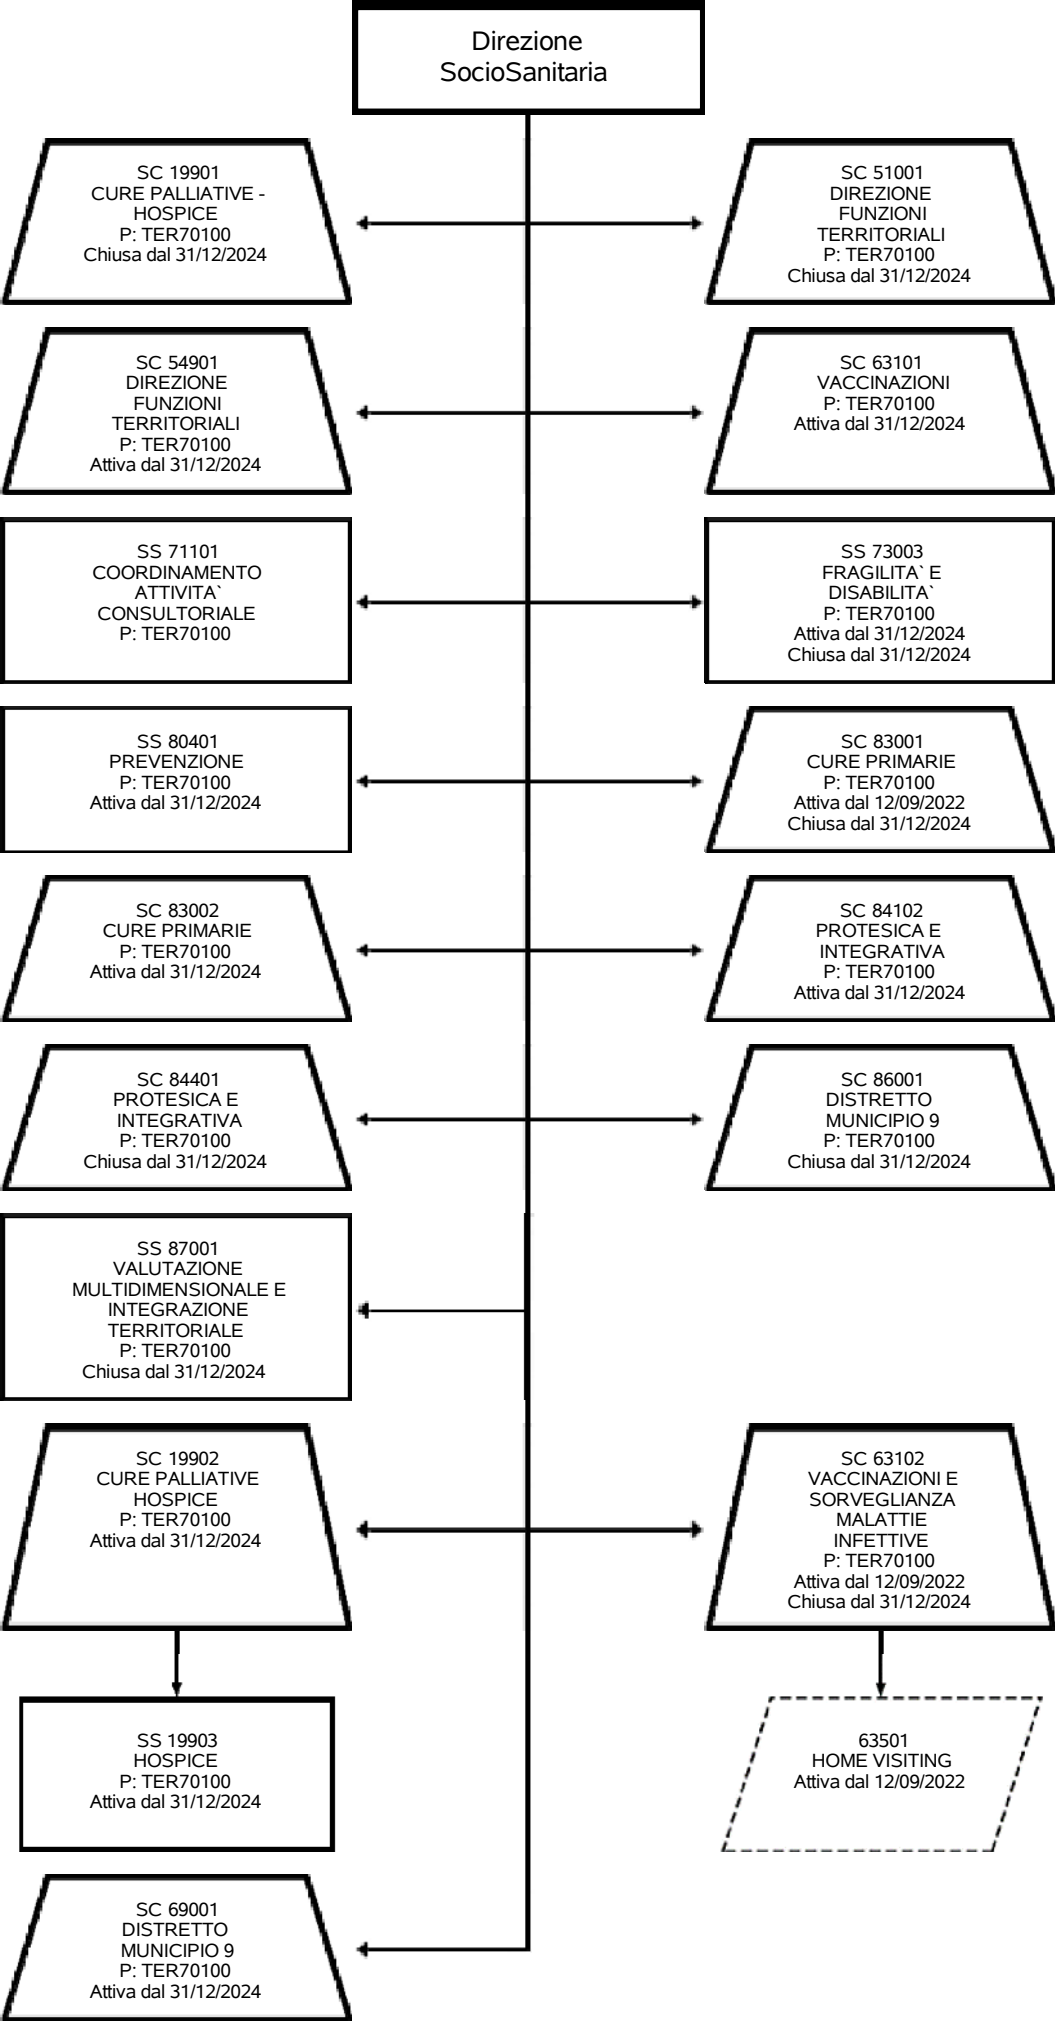 Direzione
SocioSanitaria
SC 19901
CURE PALLIATIVE -
HOSPICE
P: TER70100
Chiusa dal 31/12/2024
SC 51001
DIREZIONE
FUNZIONI
TERRITORIALI
P: TER70100
Chiusa dal 31/12/2024
SC 54901
DIREZIONE
FUNZIONI
TERRITORIALI
P: TER70100
Attiva dal 31/12/2024
SC 63101
VACCINAZIONI
P: TER70100
Attiva dal 31/12/2024
SS 71101
COORDINAMENTO
ATTIVITA`
CONSULTORIALE
P: TER70100
SS 73003
FRAGILITA` E
DISABILITA`
P: TER70100
Attiva dal 31/12/2024
Chiusa dal 31/12/2024
SS 80401
PREVENZIONE
P: TER70100
Attiva dal 31/12/2024
SC 83001
CURE PRIMARIE
P: TER70100
Attiva dal 12/09/2022
Chiusa dal 31/12/2024
SC 83002
CURE PRIMARIE
P: TER70100
Attiva dal 31/12/2024
SC 84102
PROTESICA E
INTEGRATIVA
P: TER70100
Attiva dal 31/12/2024
SC 84401
PROTESICA E
INTEGRATIVA
P: TER70100
Chiusa dal 31/12/2024
SC 86001
DISTRETTO
MUNICIPIO 9
P: TER70100
Chiusa dal 31/12/2024
SS 87001
VALUTAZIONE
MULTIDIMENSIONALE E
INTEGRAZIONE
TERRITORIALE
P: TER70100
Chiusa dal 31/12/2024
SC 19902
CURE PALLIATIVE
HOSPICE
P: TER70100
Attiva dal 31/12/2024
SC 63102
VACCINAZIONI E
SORVEGLIANZA
MALATTIE
INFETTIVE
P: TER70100
Attiva dal 12/09/2022
Chiusa dal 31/12/2024
SS 19903
HOSPICE
P: TER70100
Attiva dal 31/12/2024
63501
HOME VISITING
Attiva dal 12/09/2022
SC 69001
DISTRETTO
MUNICIPIO 9
P: TER70100
Attiva dal 31/12/2024